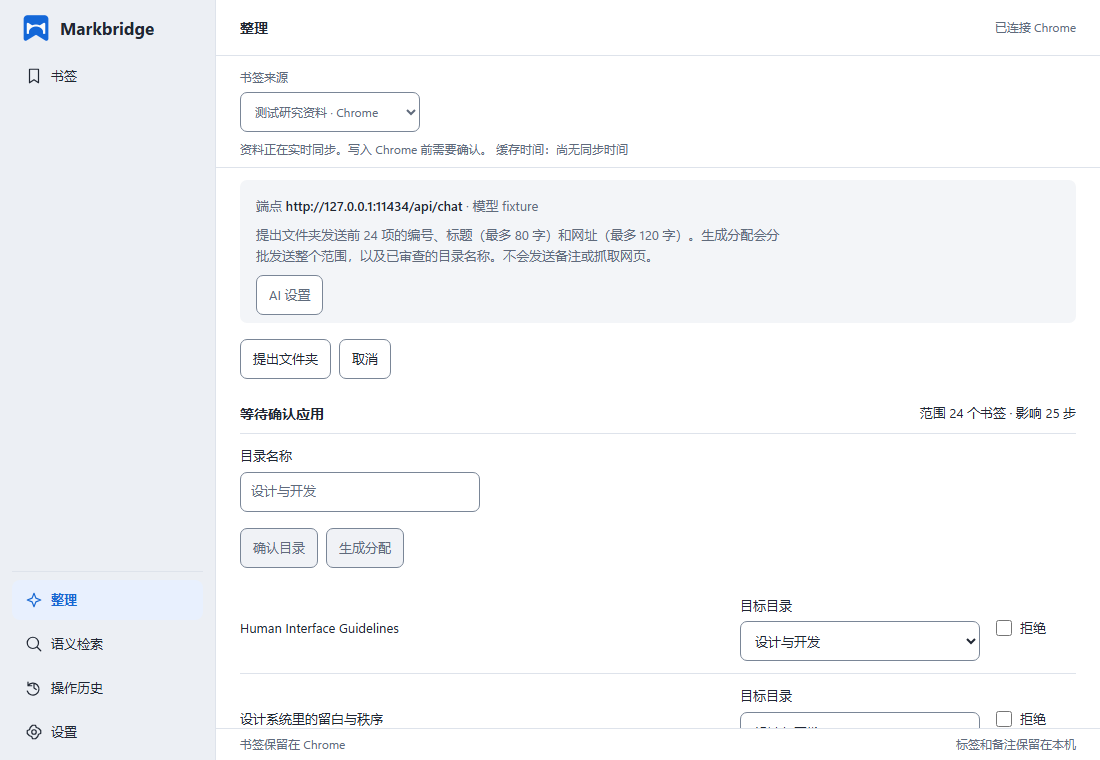 Markbridge
书签
整理
语义检索
操作历史
设置
整理
已连接 Chrome
书签来源
测试研究资料 · Chrome
资料正在实时同步。写入 Chrome 前需要确认。 缓存时间：尚无同步时间
端点 http://127.0.0.1:11434/api/chat · 模型 fixture
提出文件夹发送前 24 项的编号、标题（最多 80 字）和网址（最多 120 字）。生成分配会分
批发送整个范围，以及已审查的目录名称。不会发送备注或抓取网页。
AI 设置
提出文件夹
取消
等待确认应用
范围 24 个书签 · 影响 25 步
目录名称
设计与开发
确认目录
生成分配
Human Interface Guidelines
目标目录
设计与开发
拒绝
设计系统里的留白与秩序
目标目录
拒绝
书签保留在 Chrome
标签和备注保留在本机